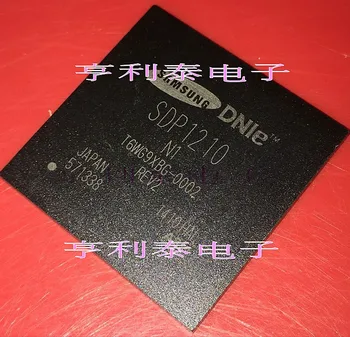 亨利泰电子
SAMSUNG
DNIe™
SDP1210
N1
T6WG9XBG-0002
REV2
JAPAN
571338
1419HAL
亨利泰电子